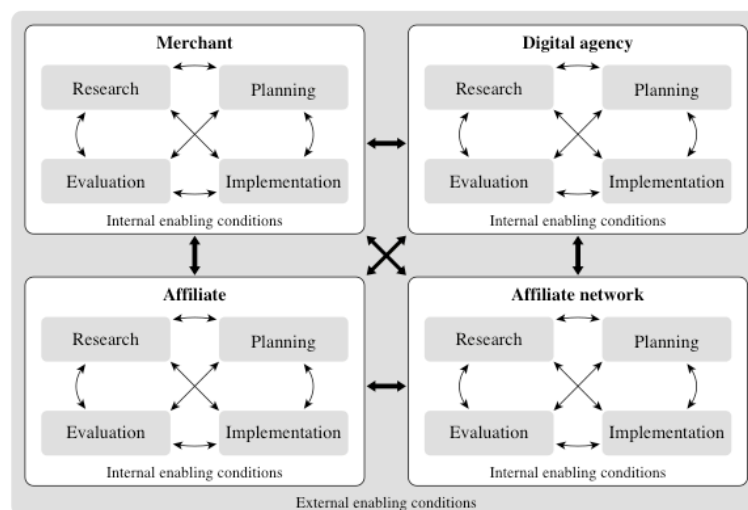 Merchant
Research
Planning
Evaluation
Implementation
Internal enabling conditions
Digital agency
Research
Planning
Evaluation
Implementation
Internal enabling conditions
Affiliate
Research
Planning
Evaluation
Implementation
Internal enabling conditions
Affiliate network
Research
Planning
Evaluation
Implementation
Internal enabling conditions
External enabling conditions